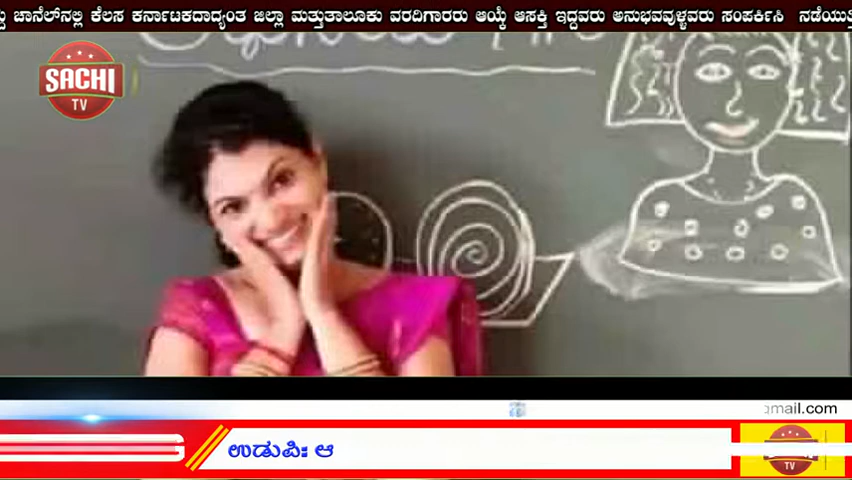 ಚಾನೆಲ್‌ನಲ್ಲಿ ಕೆಲಸ ಕರ್ನಾಟಕದಾದ್ಯಂತ ಜಿಲ್ಲಾ ಮತ್ತುತಾಲೂಕು ವರದಿಗಾರರು ಆಯ್ಕೆ ಆಸಕ್ತಿ ಇದ್ದವರು ಅನುಭವವುಳ್ಳವರು ಸಂಪರ್ಕಿಸಿ
SACHI
TV
mail.com
ಉಡುಪಿ: ಆ
TV